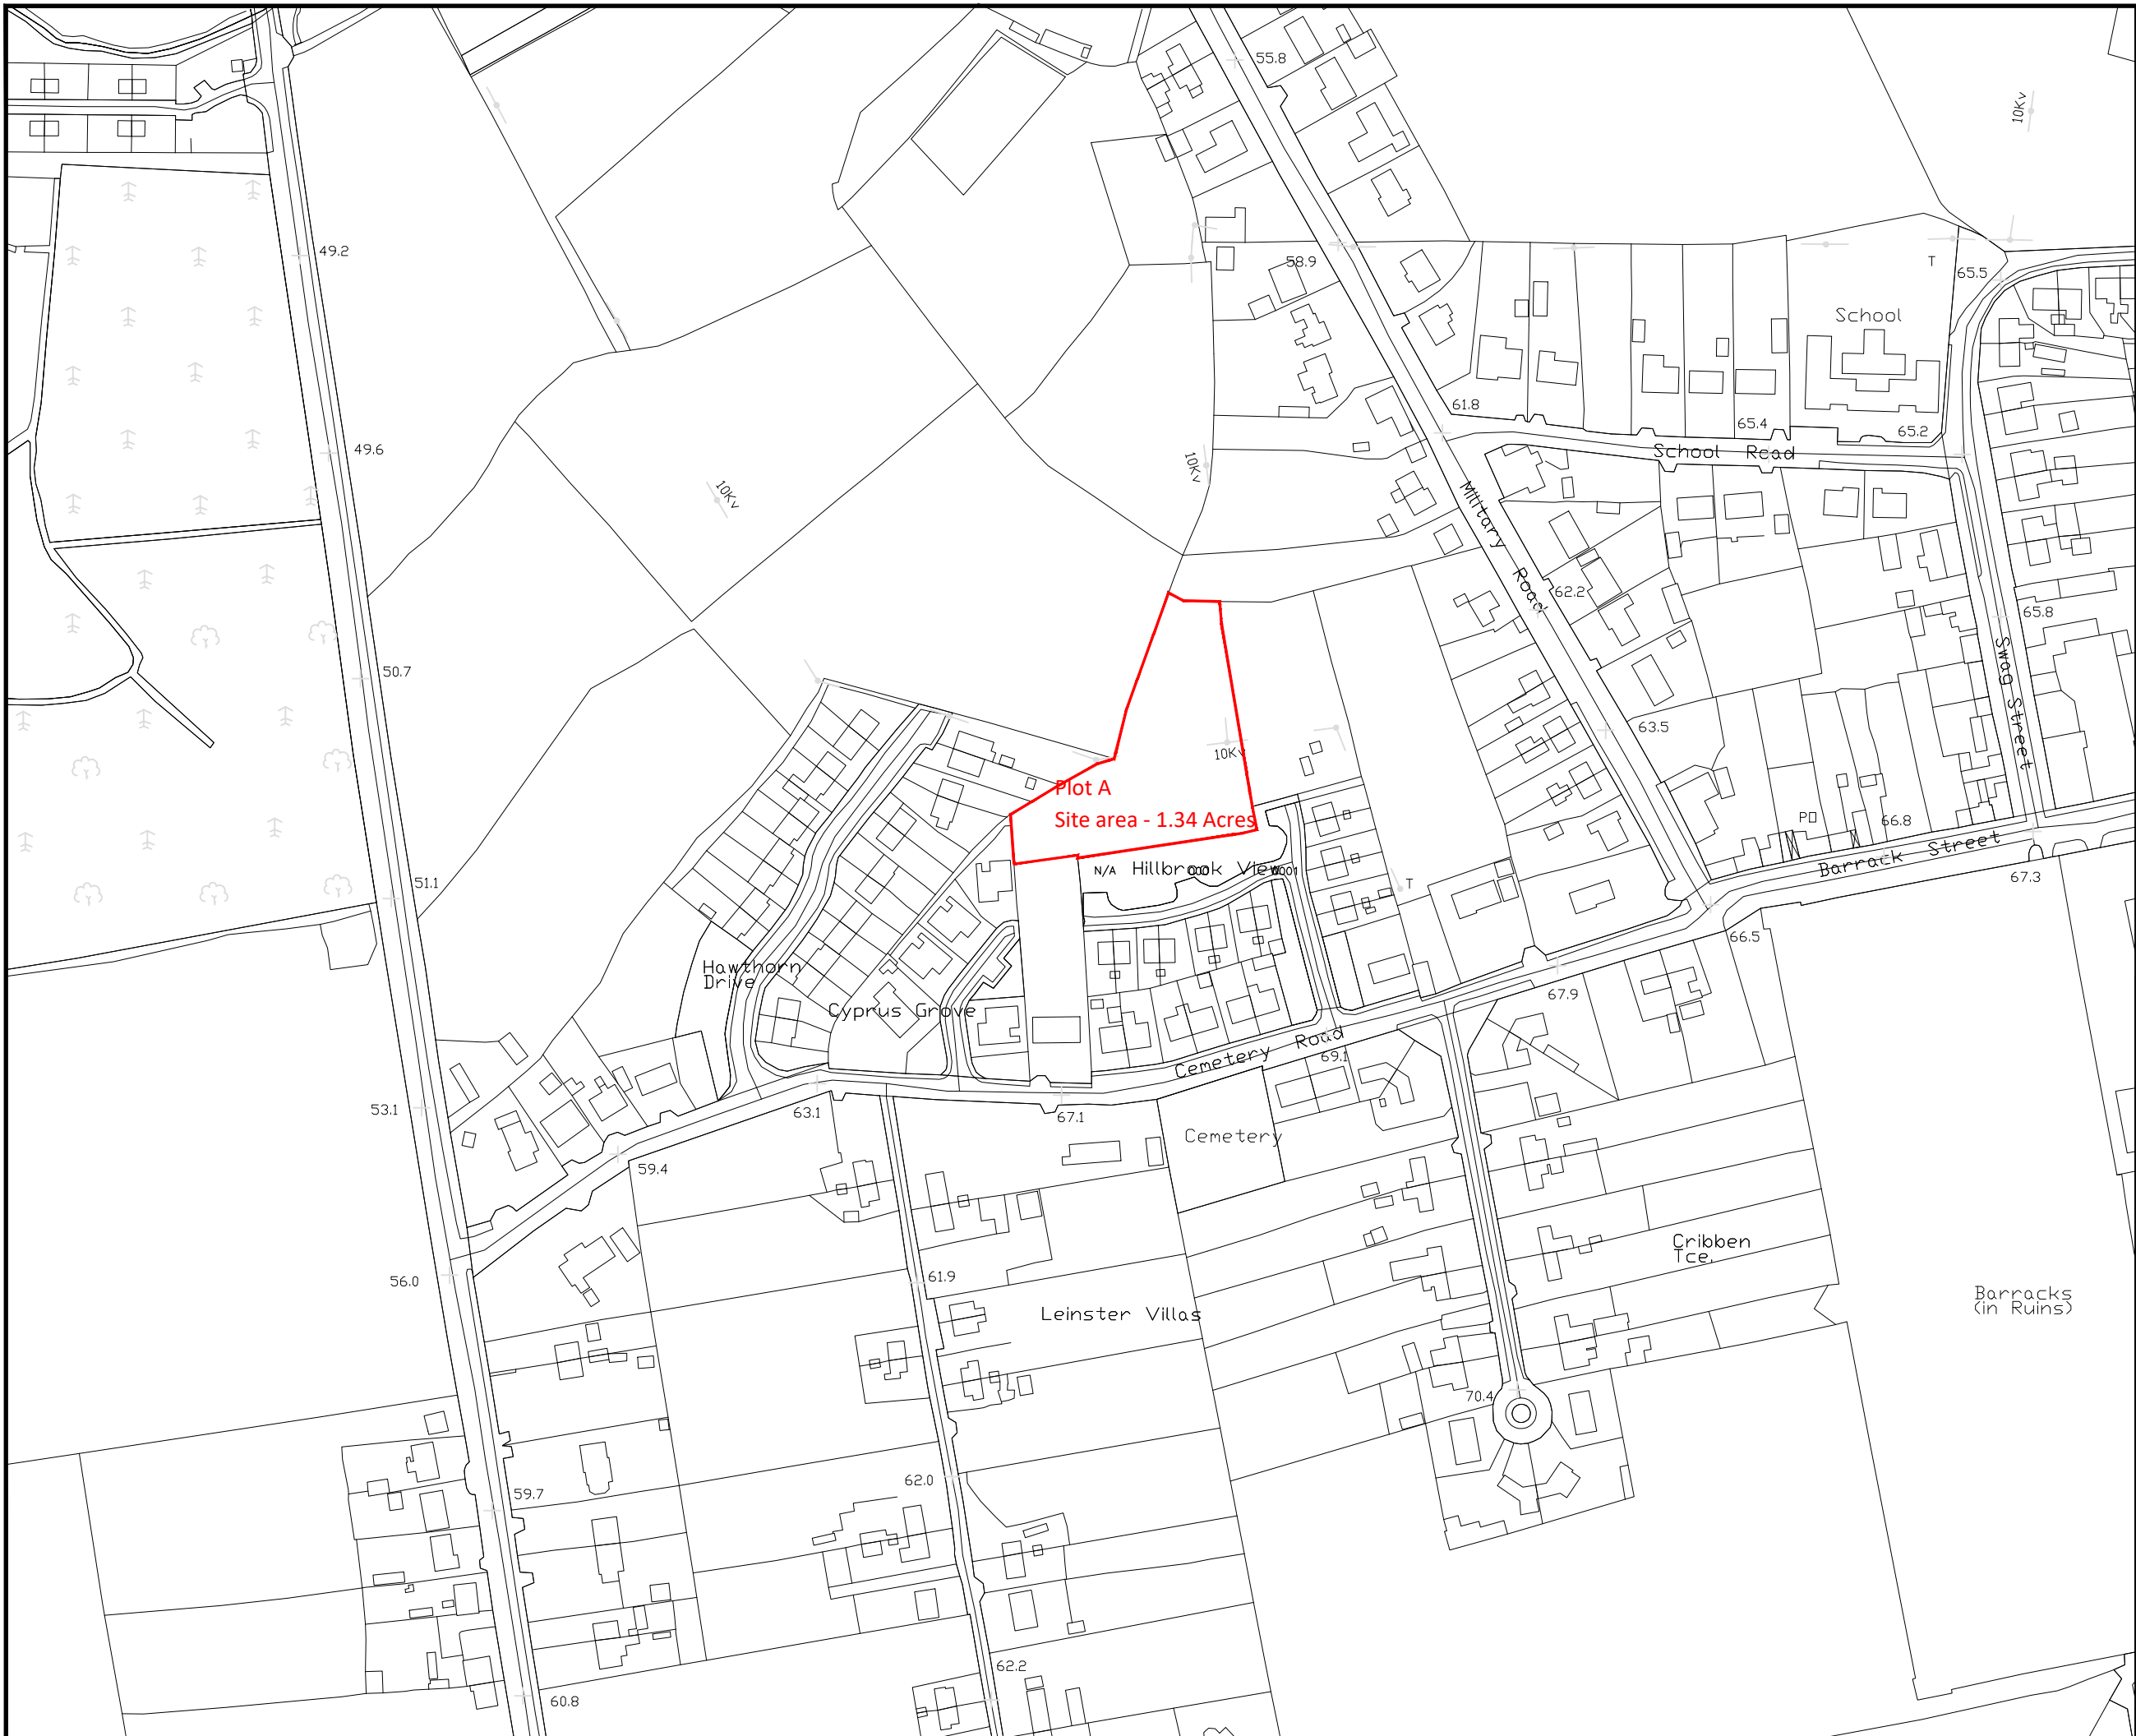 55.8
10Kv
49.2
58.9
T
65.5
School
61.8
65.4
65.2
49.6
School Road
10Kv
10Kv
Military Road
62.2
65.8
50.7
Swag Street
63.5
10Kv
Plot A
Site area - 1.34 Acres
PO
66.8
Barrack Street
N/A Hillbrook View
67.3
51.1
T
66.5
Hawthorn
Drive
67.9
Cyprus Grove
Cemetery Road
69.1
53.1
63.1
67.1
Cemetery
59.4
Cribben
Tce.
56.0
61.9
Barracks
(in Ruins)
Leinster Villas
70.4
62.0
59.7
62.2
60.8